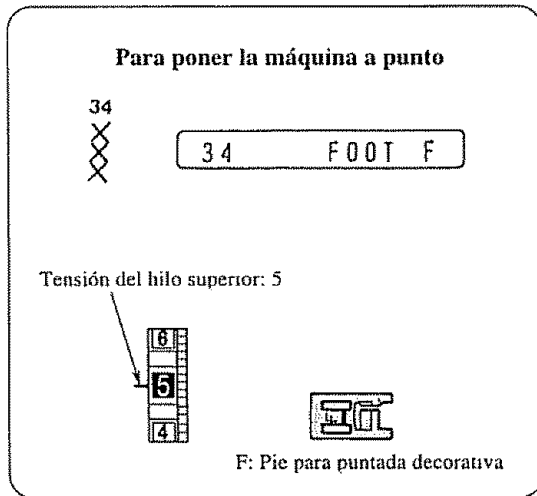 Para poner la máquina a punto
34
34 FOOT F
Tensión del hilo superior: 5
6
5
4
F: Pie para puntada decorativa